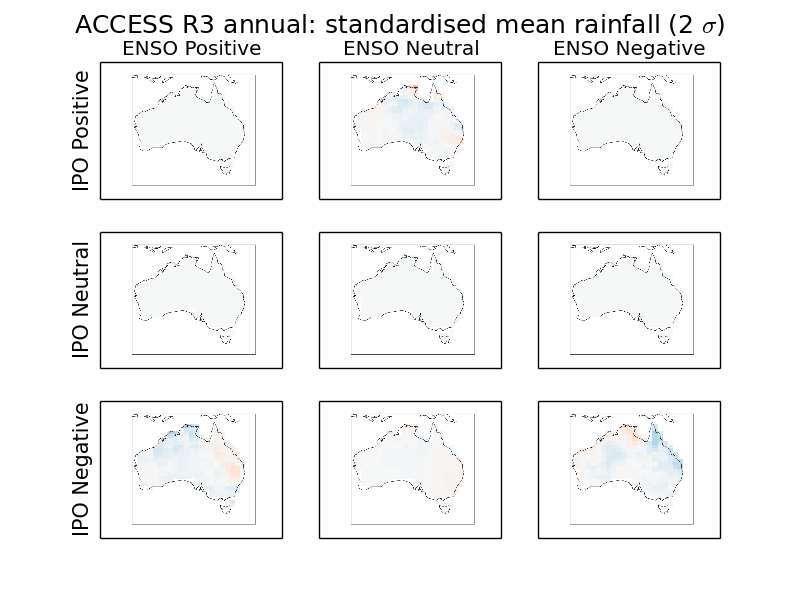 ACCESS R3 annual: standardised mean rainfall (2 σ)
ENSO Positive ENSO Neutral ENSO Negative
IPO Positive
IPO Neutral
IPO Negative